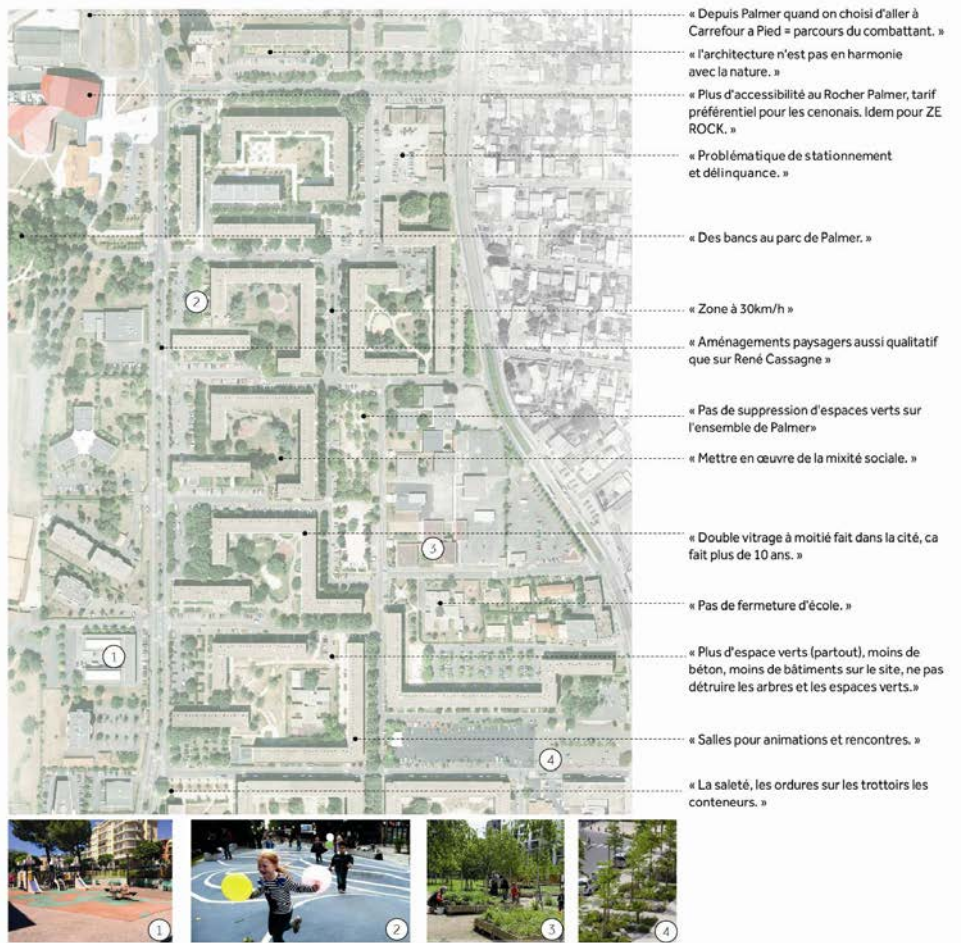 « Depuis Palmer quand on choisi d'aller à
Carrefour a Pied = parcours du combattant. »
« l'architecture n'est pas en harmonie
avec la nature. »
« Plus d'accessibilité au Rocher Palmer, tarif
préférentiel pour les cenonais. Idem pour ZE
ROCK. »
« Problématique de stationnement
et délinquance. »
« Des bancs au parc de Palmer. »
2
« Zone à 30km/h »
« Aménagements paysagers aussi qualitatif
que sur René Cassagne »
« Pas de suppression d'espaces verts sur
l'ensemble de Palmer»
« Mettre en œuvre de la mixité sociale. »
3
« Double vitrage à moitié fait dans la cité, ca
fait plus de 10 ans. »
« Pas de fermeture d'école. »
1
« Plus d'espace verts (partout), moins de
béton, moins de bâtiments sur le site, ne pas
détruire les arbres et les espaces verts.»
« Salles pour animations et rencontres. »
4
« La saleté, les ordures sur les trottoirs les
conteneurs. »
1
2
3
4